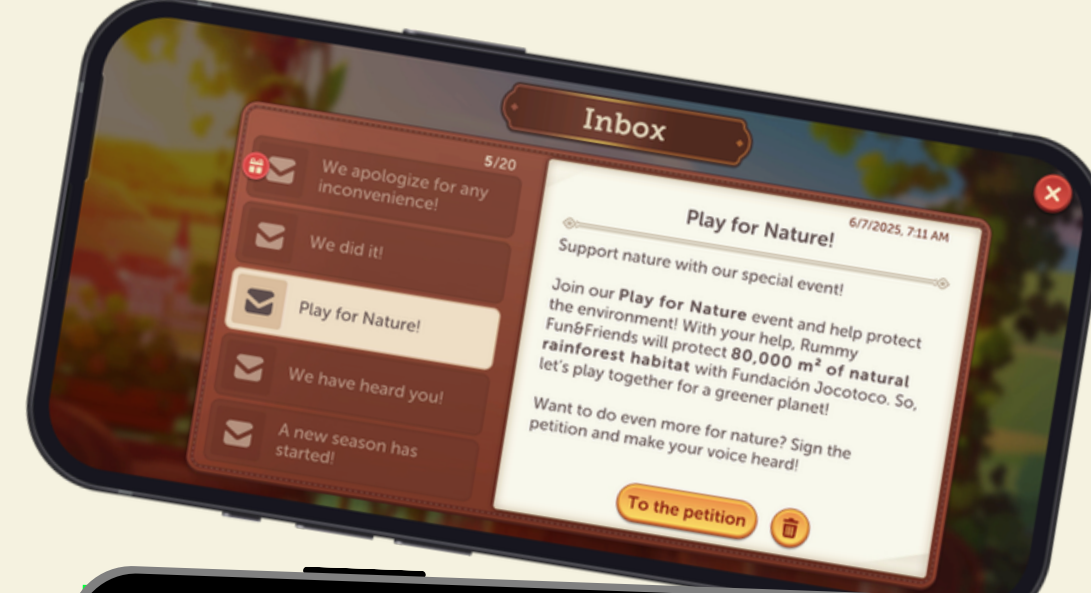 Inbox
5/20
We apologize for any
inconvenience!
We did it!
Play for Nature!
We have heard you!
A new season has
started!
6/7/2025, 7:11 AM
Play for Nature!
Support nature with our special event!
Join our Play for Nature event and help protect
the environment! With your help, Rummy
Fun&Friends will protect 80,000 m² of natural
rainforest habitat with Fundación Jocotoco. So,
let's play together for a greener planet!
Want to do even more for nature? Sign the
petition and make your voice heard!
To the petition